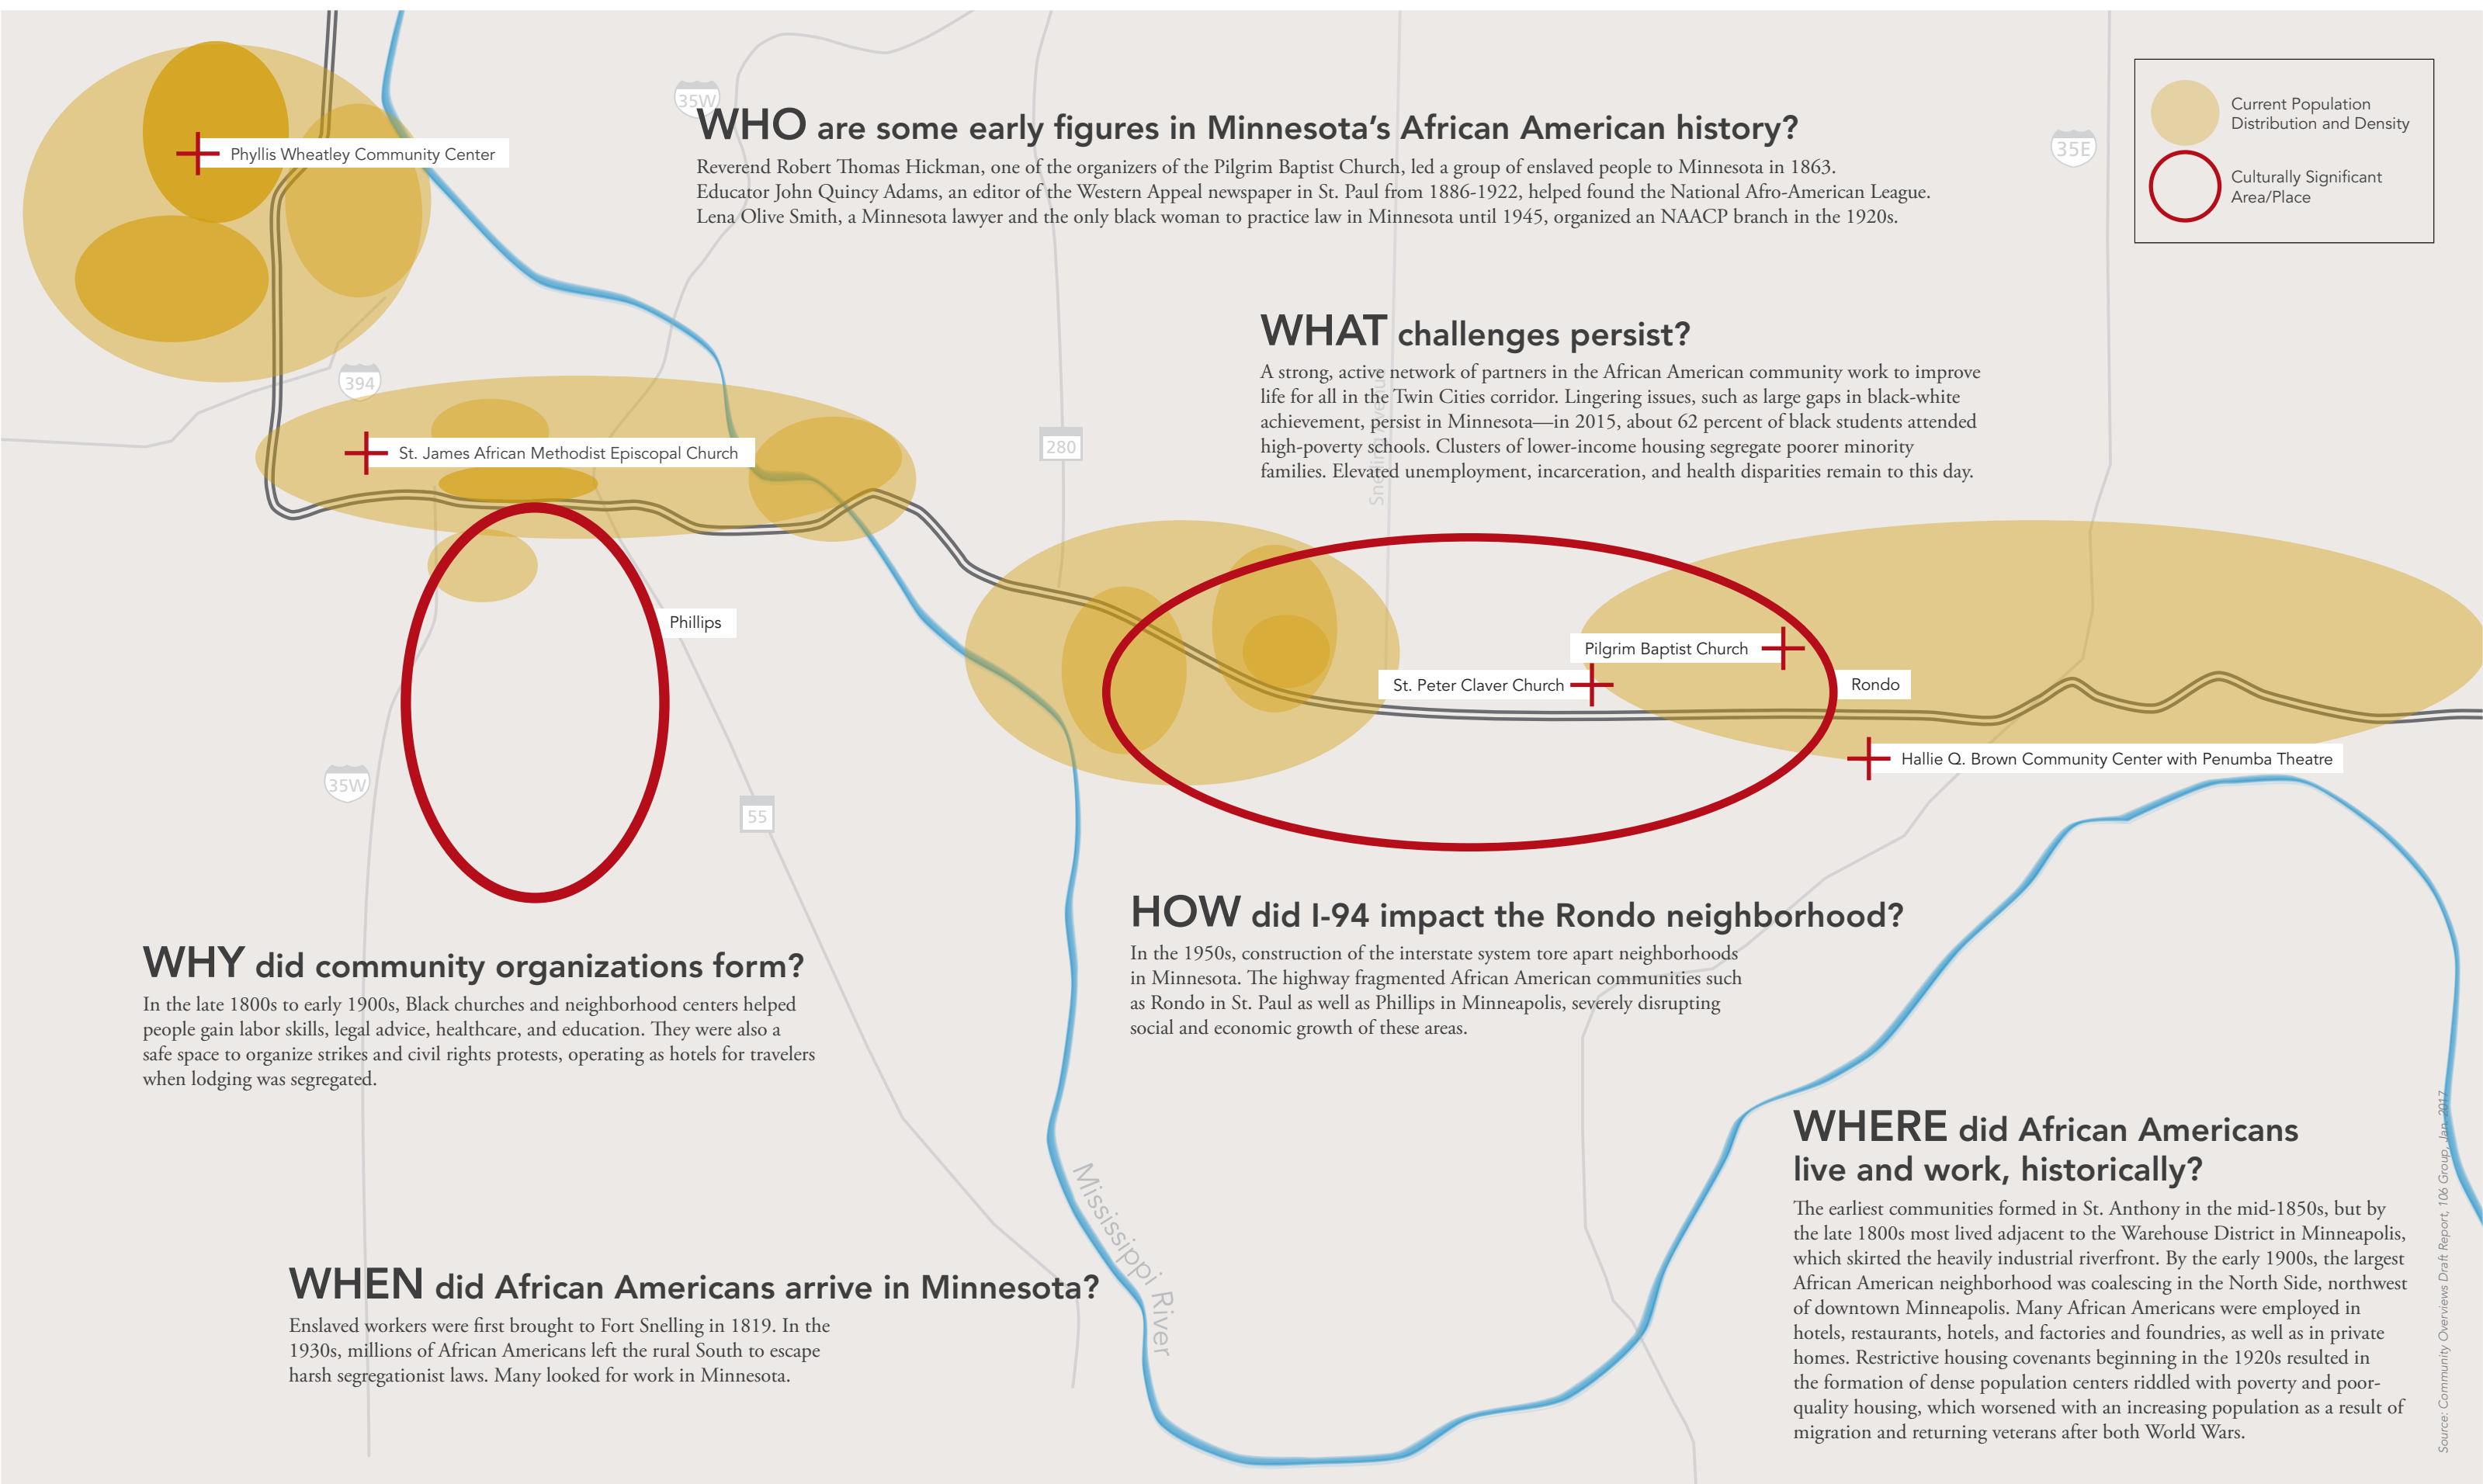 35W
WHO are some early figures in Minnesota's African American history?
Reverend Robert Thomas Hickman, one of the organizers of the Pilgrim Baptist Church, led a group of enslaved people to Minnesota in 1863.
Educator John Quincy Adams, an editor of the Western Appeal newspaper in St. Paul from 1886-1922, helped found the National Afro-American League.
Lena Olive Smith, a Minnesota lawyer and the only black woman to practice law in Minnesota until 1945, organized an NAACP branch in the 1920s.
35E
Current Population
Distribution and Density
Culturally Significant
Area/Place
Phyllis Wheatley Community Center
WHAT challenges persist?
A strong, active network of partners in the African American community work to improve
life for all in the Twin Cities corridor. Lingering issues, such as large gaps in black-white
achievement, persist in Minnesota—in 2015, about 62 percent of black students attended
high-poverty schools. Clusters of lower-income housing segregate poorer minority
families. Elevated unemployment, incarceration, and health disparities remain to this day.
Snelling Avenue
394
280
St. James African Methodist Episcopal Church
Phillips
Pilgrim Baptist Church
St. Peter Claver Church
Rondo
Hallie Q. Brown Community Center with Penumba Theatre
35W
55
HOW did I-94 impact the Rondo neighborhood?
In the 1950s, construction of the interstate system tore apart neighborhoods
in Minnesota. The highway fragmented African American communities such
as Rondo in St. Paul as well as Phillips in Minneapolis, severely disrupting
social and economic growth of these areas.
WHY did community organizations form?
In the late 1800s to early 1900s, Black churches and neighborhood centers helped
people gain labor skills, legal advice, healthcare, and education. They were also a
safe space to organize strikes and civil rights protests, operating as hotels for travelers
when lodging was segregated.
Mississippi River
WHEN did African Americans arrive in Minnesota?
Enslaved workers were first brought to Fort Snelling in 1819. In the
1930s, millions of African Americans left the rural South to escape
harsh segregationist laws. Many looked for work in Minnesota.
WHERE did African Americans
live and work, historically?
The earliest communities formed in St. Anthony in the mid-1850s, but by
the late 1800s most lived adjacent to the Warehouse District in Minneapolis,
which skirted the heavily industrial riverfront. By the early 1900s, the largest
African American neighborhood was coalescing in the North Side, northwest
of downtown Minneapolis. Many African Americans were employed in
hotels, restaurants, hotels, and factories and foundries, as well as in private
homes. Restrictive housing covenants beginning in the 1920s resulted in
the formation of dense population centers riddled with poverty and poor-
quality housing, which worsened with an increasing population as a result of
migration and returning veterans after both World Wars.
Source: Community Overviews Draft Report, 106 Group, Jan. 2017